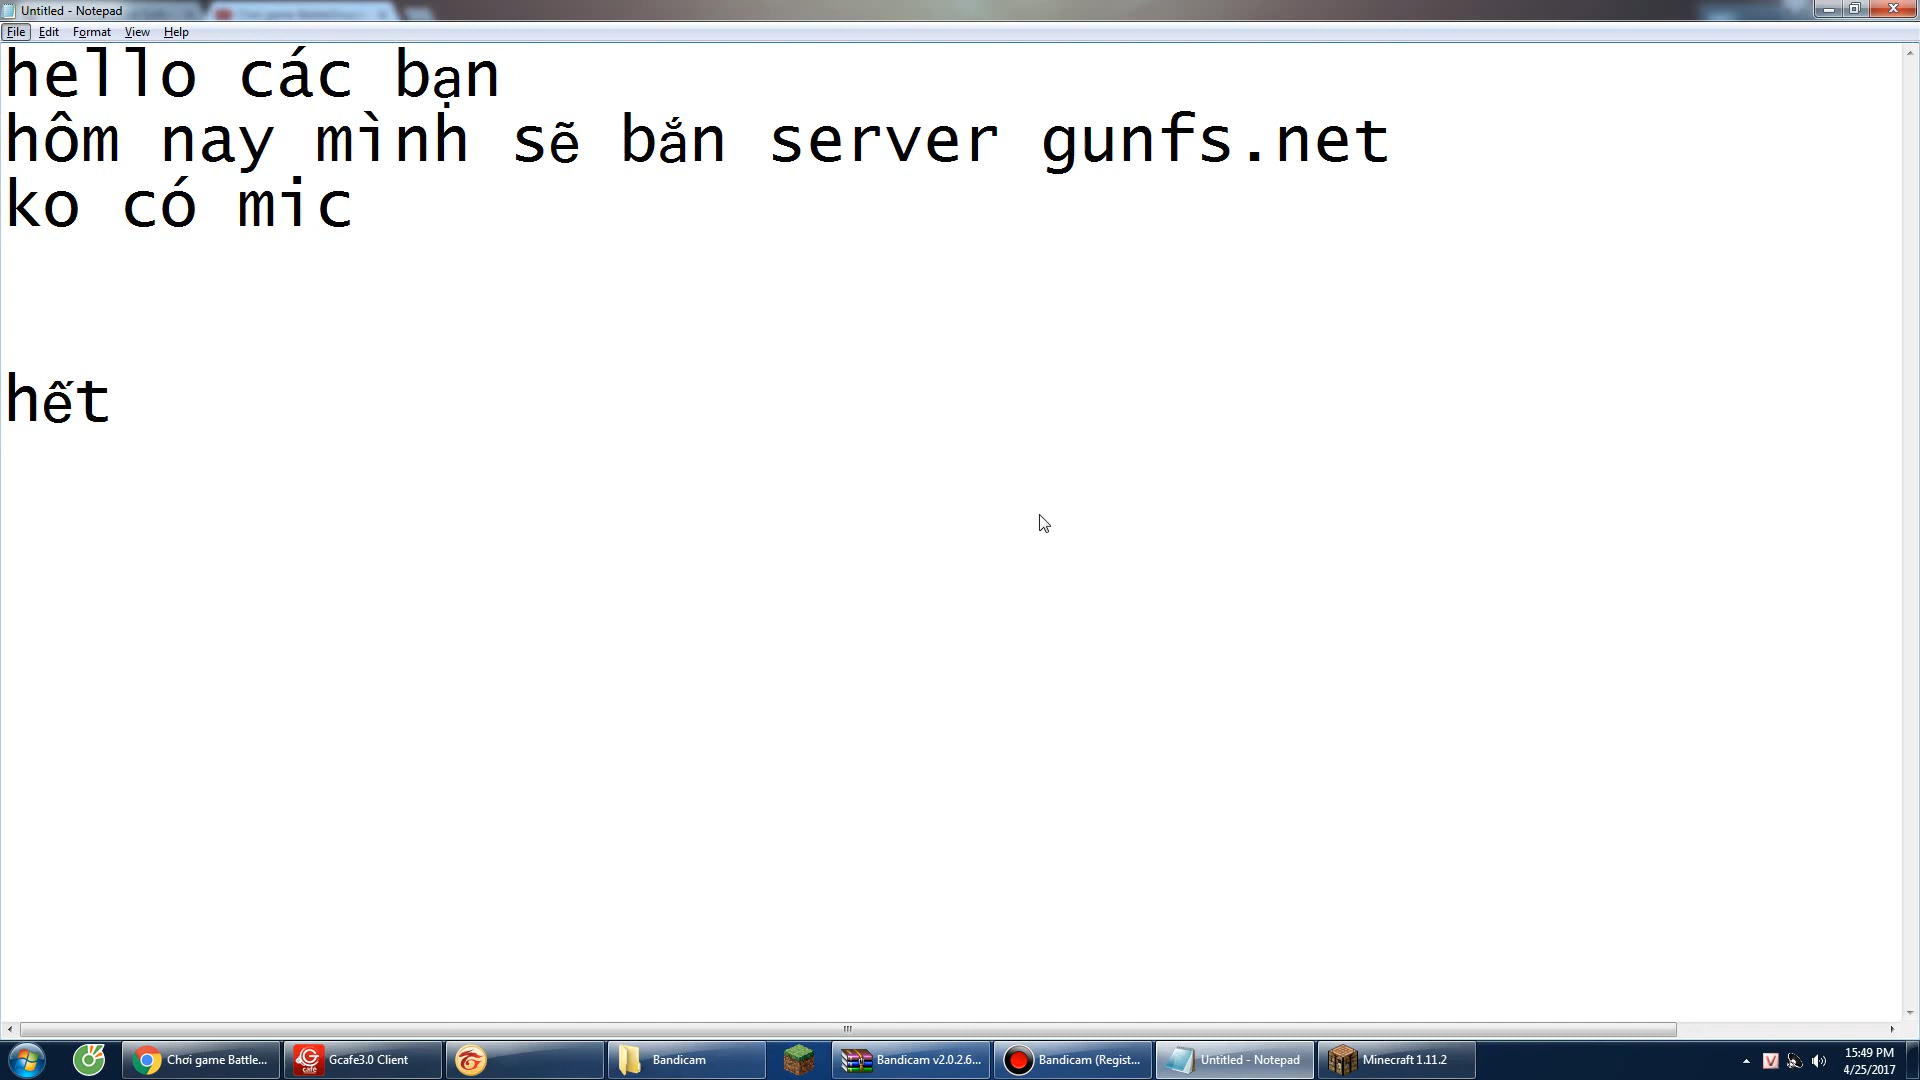 Untitled - Notepad
File Edit Format View Help
hello các bạn
hôm nay mình sẽ bắn server gunfs.net
ko có mic
hết
Chơi game Battle... Gcafe3.0 Client Bandicam Bandicam v2.0.2.6... Bandicam (Regist... Untitled - Notepad Minecraft 1.11.2
15:49 PM
4/25/2017